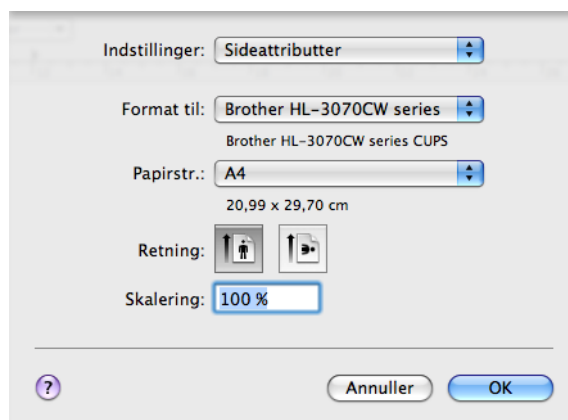 Indstillinger: Sideattributter
Format til: Brother HL-3070CW series
Brother HL-3070CW series CUPS
Papirstr.: A4
20,99 x 29,70 cm
Retning:
Skalering: 100 %
? Annuller OK